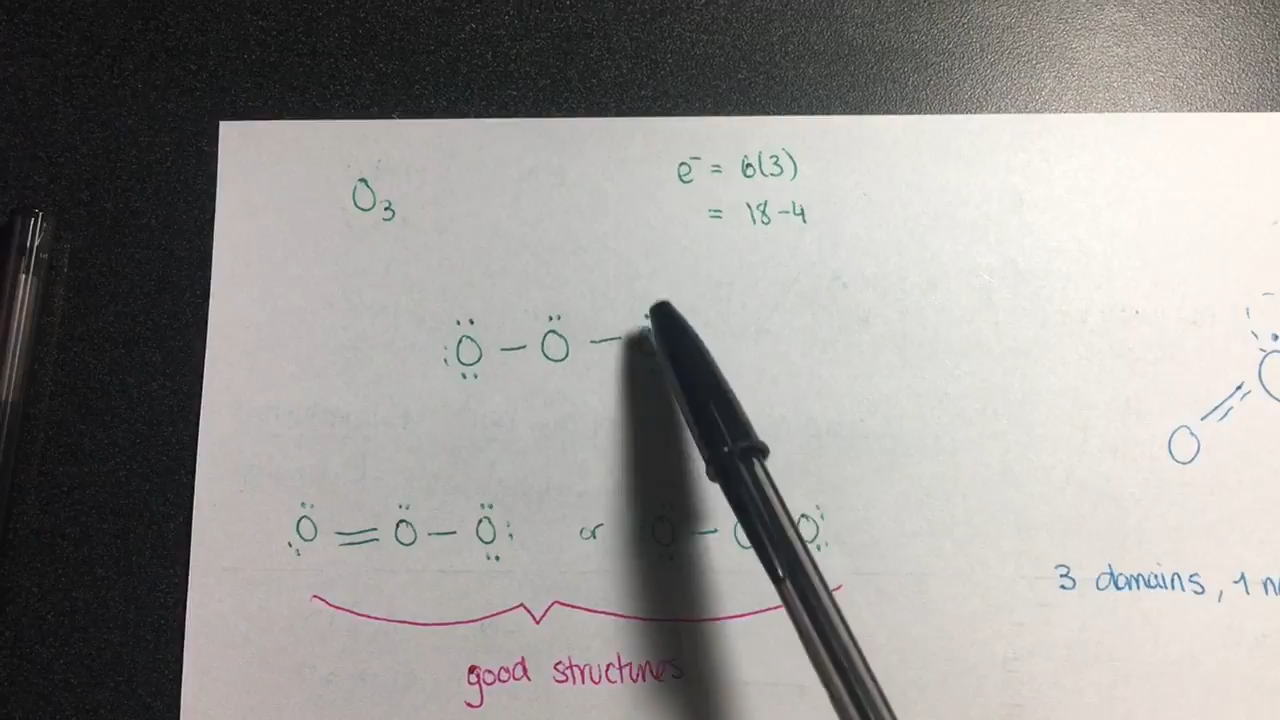 O₃
e⁻ = 6(3)
= 18-4
O - O -
O
O = O - O or O - O
3 domains, 1
good structures